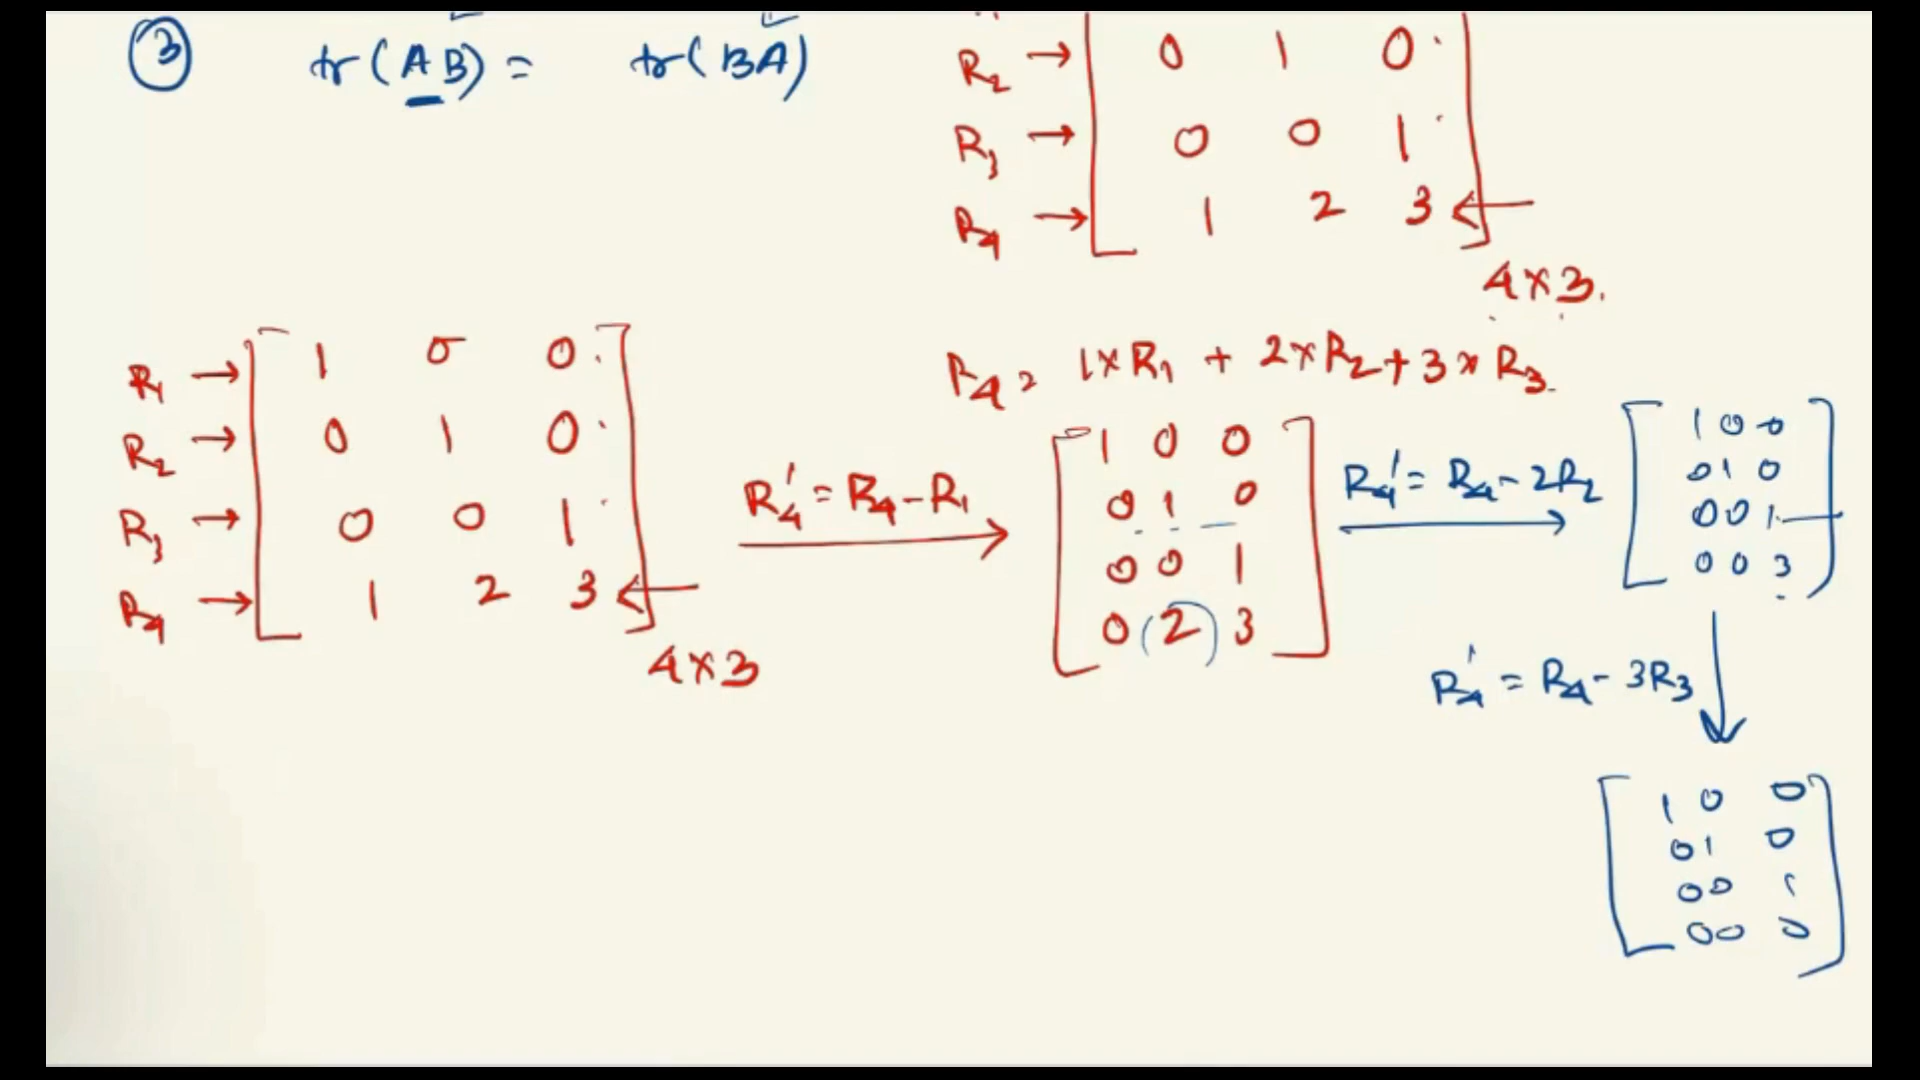 ③ tr(AB) = tr(BA)
R₂ → 0 1 0
R₃ → 0 0 1
R₄ → 1 2 3 ←
4×3.
R₄ = 1×R₁ + 2×R₂ + 3×R₃.
R₁ → 1 0 0
R₂ → 0 1 0
R₃ → 0 0 1
R₄ → 1 2 3 ←
4×3
R₄' = R₄ - R₁
1 0 0
0 1 0
0 0 1
0 (2) 3
R₄' = R₄ - 2R₂
1 0 0
0 1 0
0 0 1
0 0 3
R₄' = R₄ - 3R₃
1 0 0
0 1 0
0 0 1
0 0 0